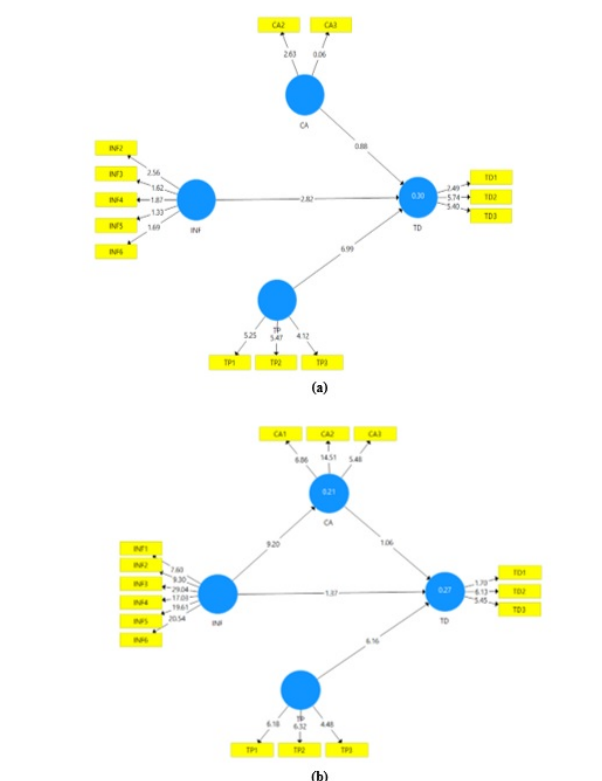 CA2 CA3
2.63 0.06
CA
INF2
INF3
INF4
INF5
INF6
2.56
1.62
1.87
1.33
1.69
INF
0.88
2.82
6.99
0.30
TD
2.49
5.74
5.40
TD1
TD2
TD3
TP
5.25 5.47 4.12
TP1 TP2 TP3
(a)
CA1 CA2 CA3
6.86 14.51 5.48
0.21
CA
INF1
INF2
INF3
INF4
INF5
INF6
7.60
9.30
29.04
17.03
19.61
20.54
INF
9.20
1.06
1.37
6.16
0.27
TD
1.70
6.13
5.45
TD1
TD2
TD3
TP
6.18 6.32 4.48
TP1 TP2 TP3
(b)